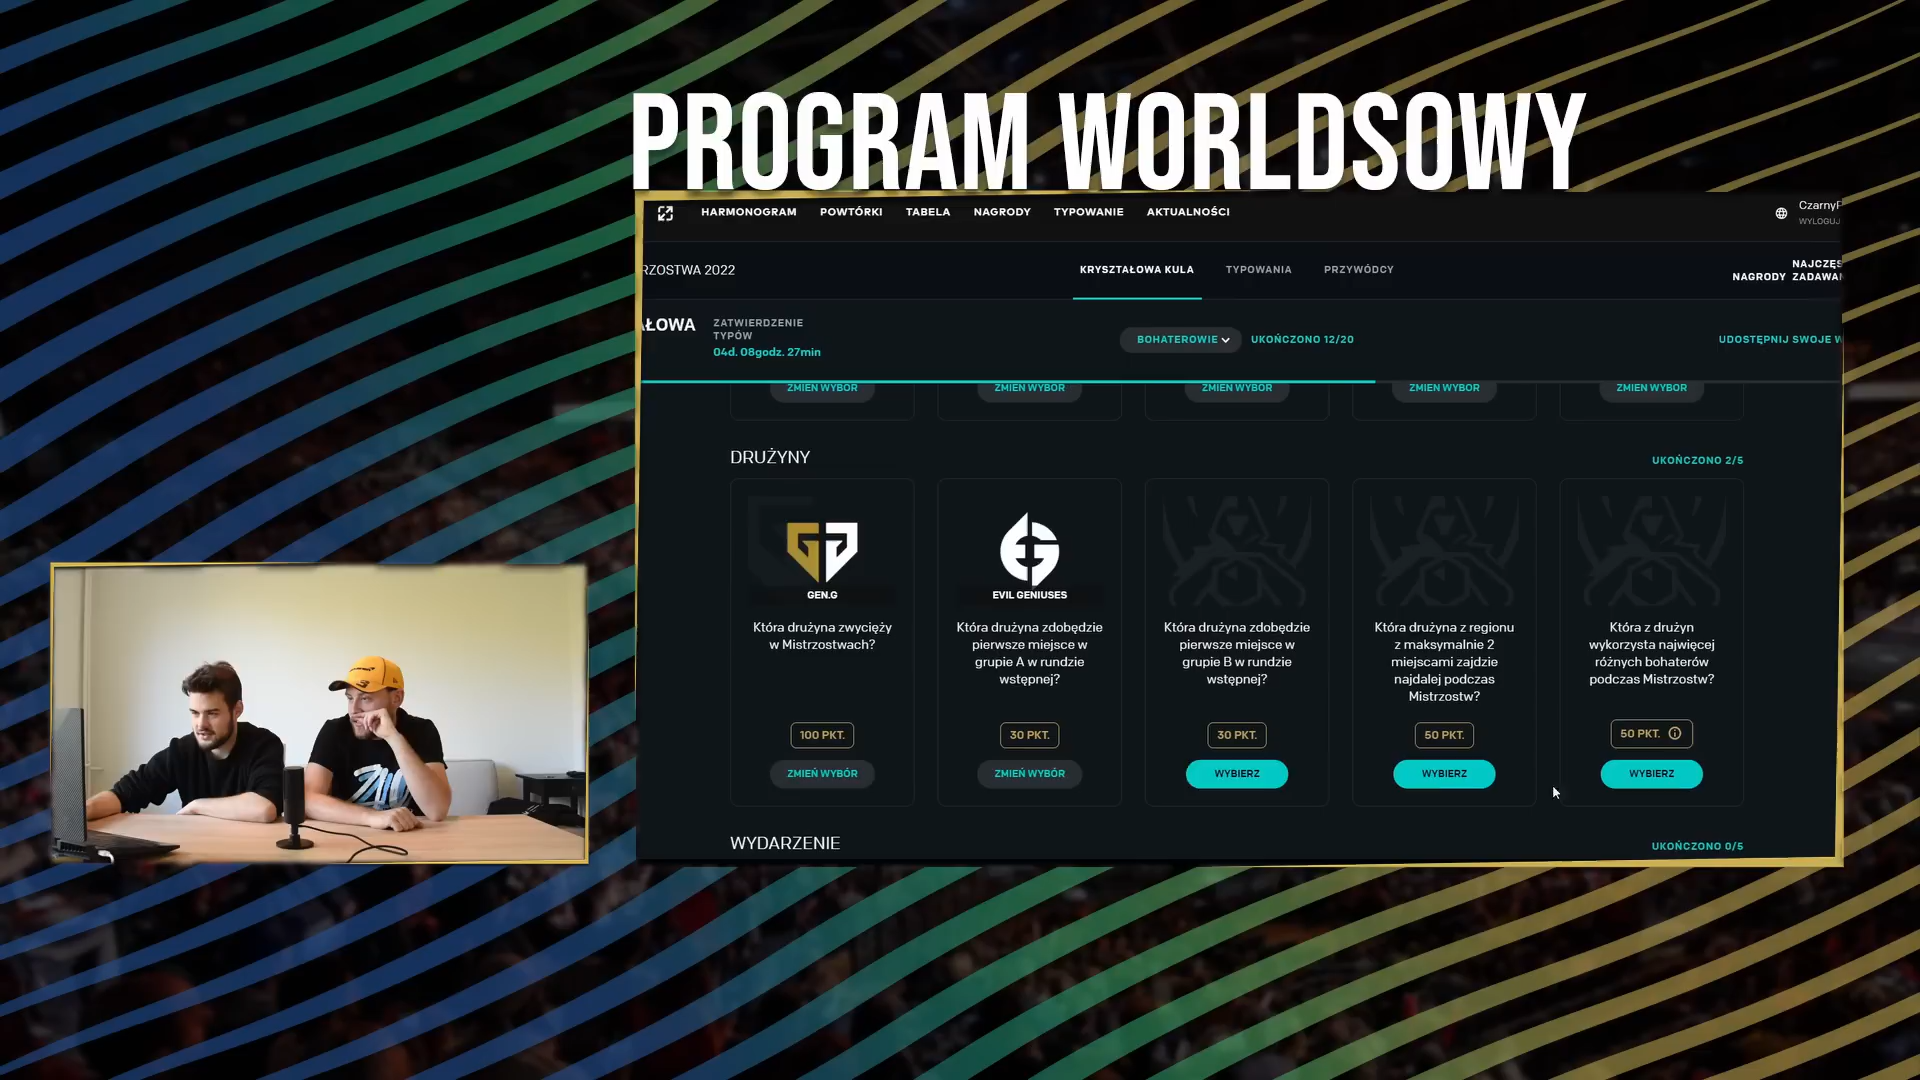 PROGRAM WORLDSOWY
HARMONOGRAM POWTÓRKI TABELA NAGRODY TYPOWANIE AKTUALNOŚCI
WYLOGUJ
RZOSTWA 2022
KRYSZTAŁOWA KULA TYPOWANIA PRZYWÓDCY
NAGRODY
ŁOWA
ZATWIERDZENIE
TYPÓW
04d. 08godz. 27min
BOHATEROWIE UKOŃCZONO 12/20
UDOSTĘPNIJ SWOJE W
ZMIEŃ WYBÓR ZMIEŃ WYBÓR ZMIEŃ WYBÓR ZMIEŃ WYBÓR ZMIEŃ WYBÓR
DRUŻYNY
UKOŃCZONO 2/5
GEN.G
Która drużyna zwycięży
w Mistrzostwach?
100 PKT.
ZMIEŃ WYBÓR
EVIL GENIUSES
Która drużyna zdobędzie
pierwsze miejsce w
grupie A w rundzie
wstępnej?
30 PKT.
ZMIEŃ WYBÓR
Która drużyna zdobędzie
pierwsze miejsce w
grupie B w rundzie
wstępnej?
30 PKT.
WYBIERZ
Która drużyna z regionu
z maksymalnie 2
miejscami zajdzie
najdalej podczas
Mistrzostw?
50 PKT.
WYBIERZ
Która z drużyn
wykorzysta najwięcej
różnych bohaterów
podczas Mistrzostw?
50 PKT.
WYBIERZ
WYDARZENIE
UKOŃCZONO 0/5